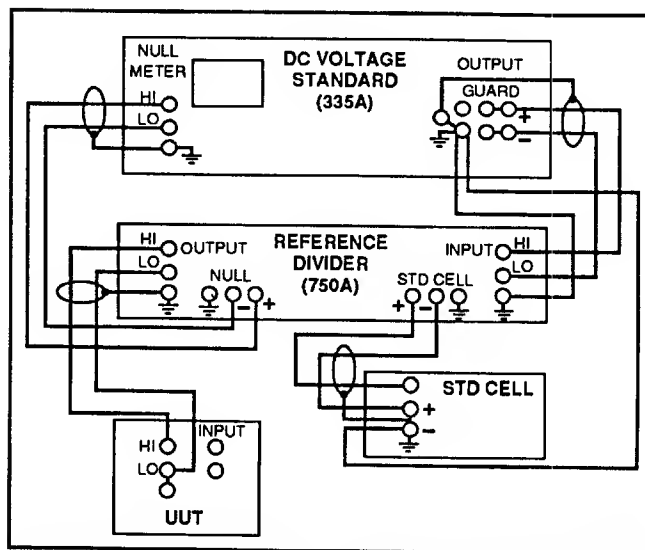 NULL
METER
DC VOLTAGE
STANDARD
(335A)
OUTPUT
GUARD
HI
LO
+
-
HI
OUTPUT
LO
NULL
- +
REFERENCE
DIVIDER
(750A)
INPUT
HI
LO
STD CELL
+ -
STD CELL
+
-
HI
INPUT
LO
UUT